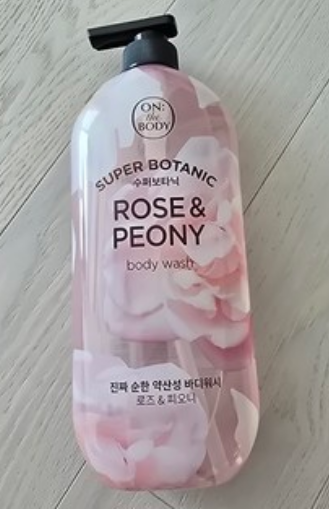 ON:
the
BODY
SUPER BOTANIC
수퍼보타닉
ROSE &
PEONY
body wash
진짜 순한 약산성 바디워시
로즈 & 피오니